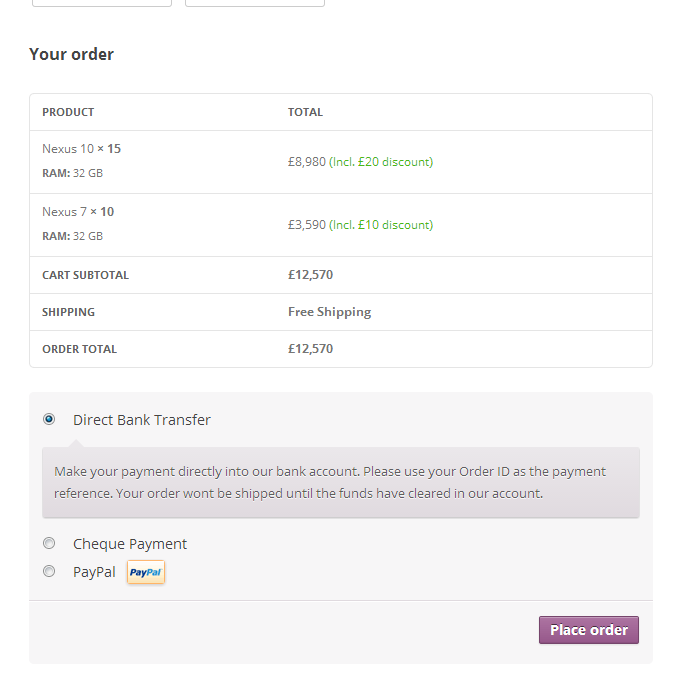 Your order
PRODUCT TOTAL
Nexus 10 × 15
RAM: 32 GB
£8,980 (Incl. £20 discount)
Nexus 7 × 10
RAM: 32 GB
£3,590 (Incl. £10 discount)
CART SUBTOTAL £12,570
SHIPPING Free Shipping
ORDER TOTAL £12,570
Direct Bank Transfer
Make your payment directly into our bank account. Please use your Order ID as the payment
reference. Your order wont be shipped until the funds have cleared in our account.
Cheque Payment
PayPal PayPal
Place order